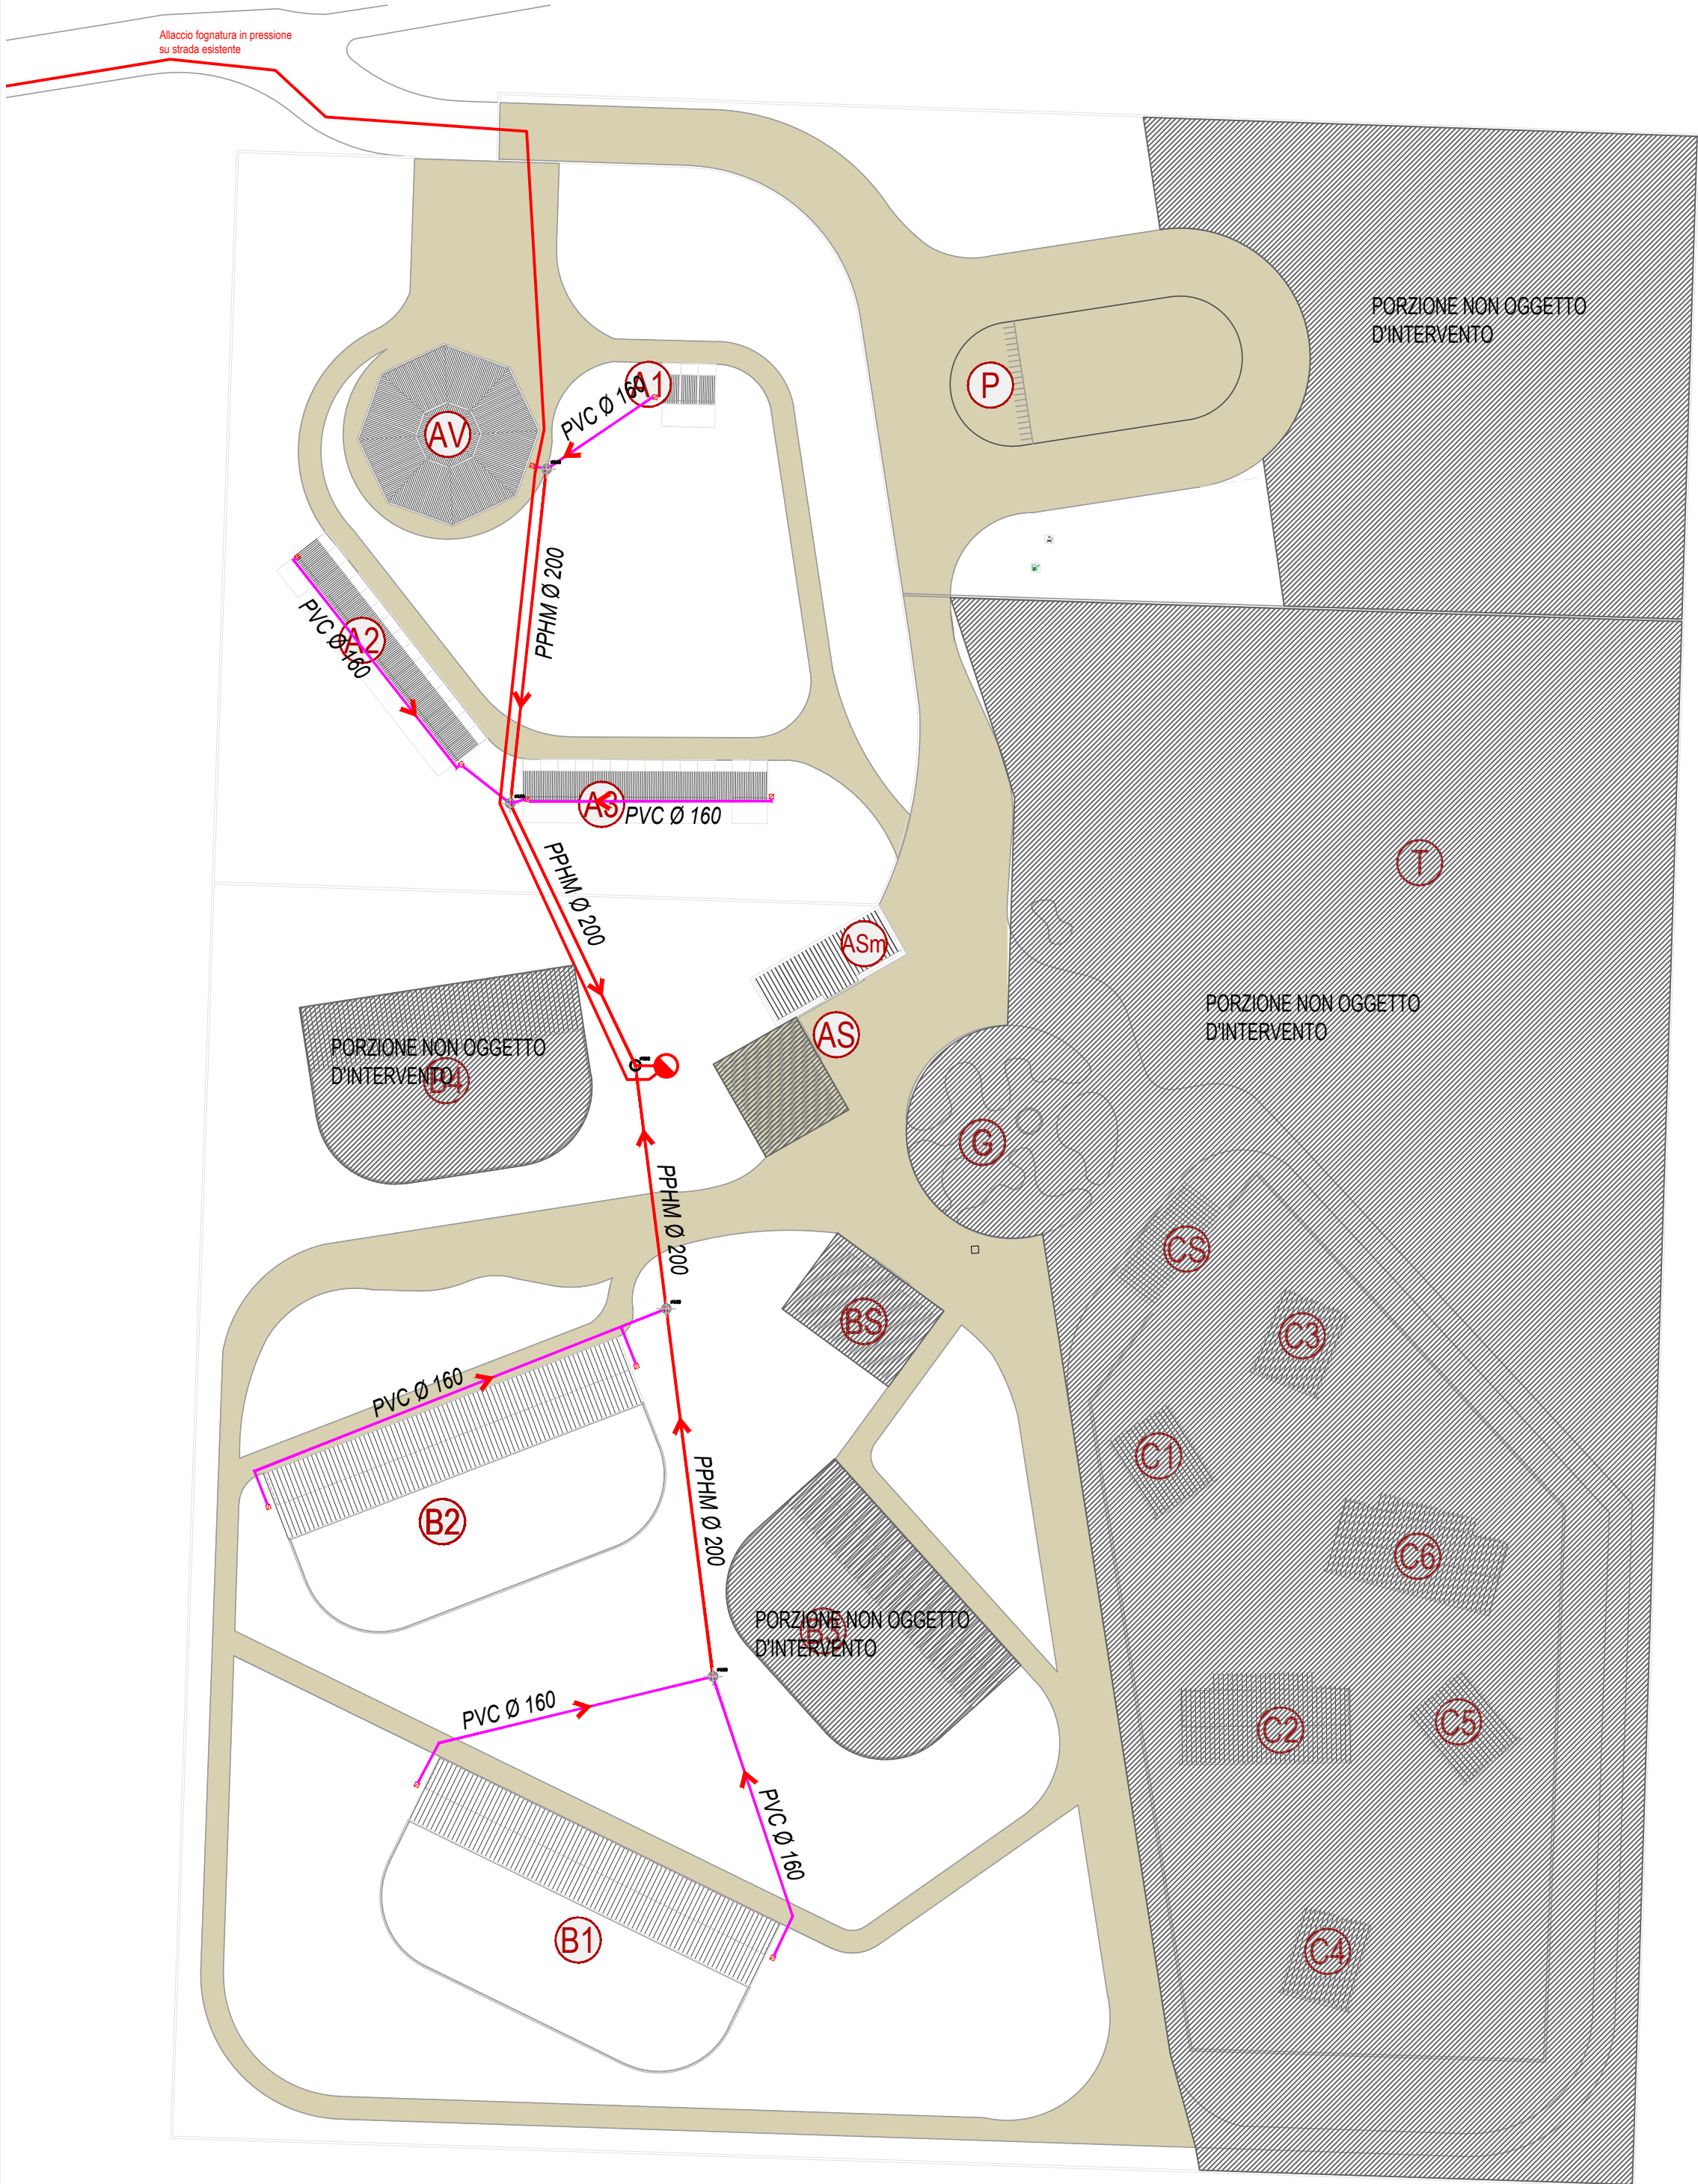 Allaccio fognatura in pressione
su strada esistente
PORZIONE NON OGGETTO
D'INTERVENTO
A1
PVC Ø 160
P
AV
PPHM Ø 200
A2
PVC Ø 160
A3
PVC Ø 160
T
PPHM Ø 200
ASm
AS
PORZIONE NON OGGETTO
D'INTERVENTO
PORZIONE NON OGGETTO
D'INTERVENTO
B4
G
PPHM Ø 200
CS
BS
C3
PVC Ø 160
C1
B2
PPHM Ø 200
C6
PORZIONE NON OGGETTO
D'INTERVENTO
B3
PVC Ø 160
C2
C5
PVC Ø 160
B1
C4